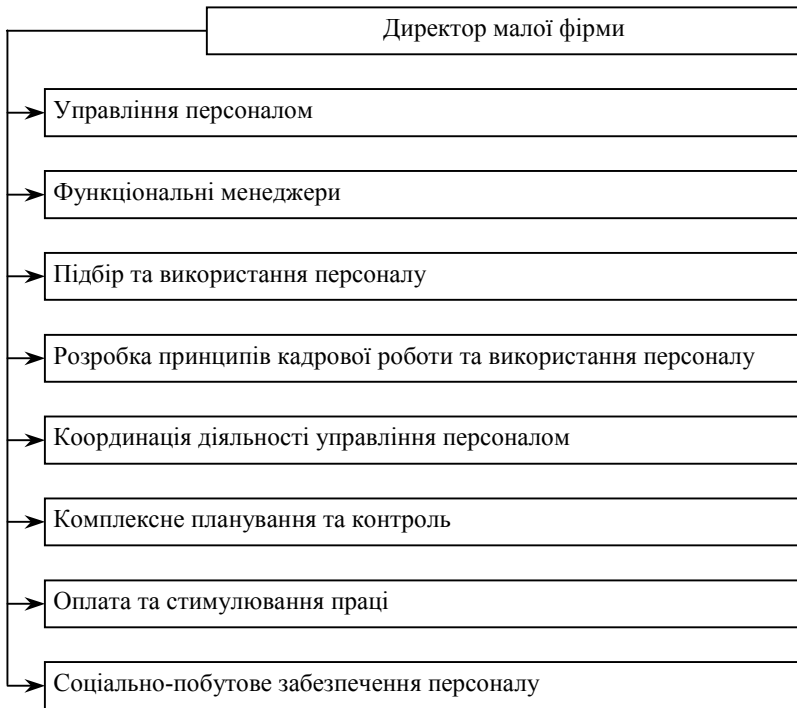 Директор малої фірми
Управління персоналом
Функціональні менеджери
Підбір та використання персоналу
Розробка принципів кадрової роботи та використання персоналу
Координація діяльності управління персоналом
Комплексне планування та контроль
Оплата та стимулювання праці
Соціально-побутове забезпечення персоналу